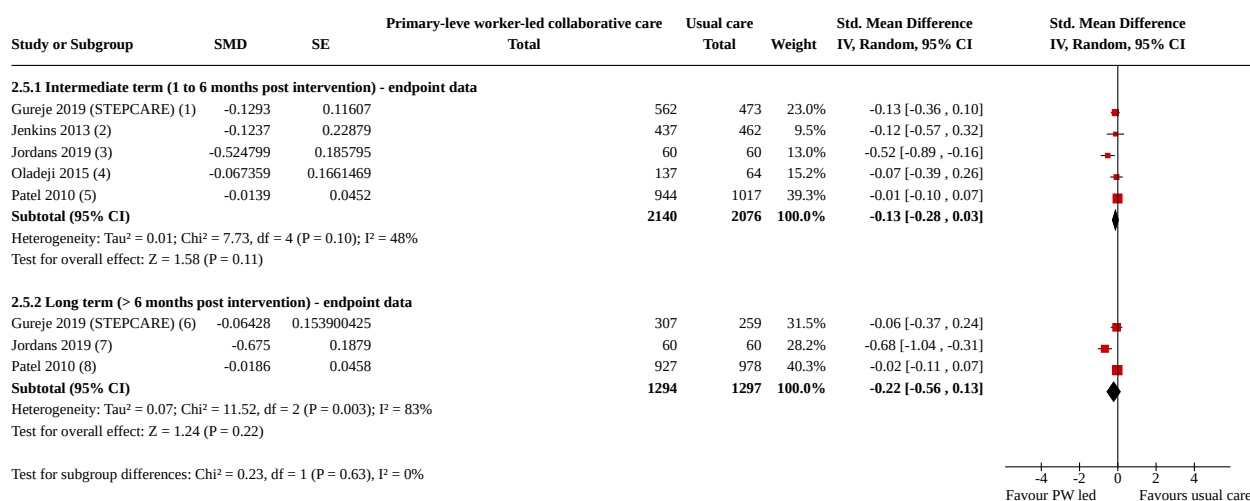 Primary-leve worker-led collaborative care Usual care Std. Mean Difference Std. Mean Difference
Study or Subgroup SMD SE Total Total Weight IV, Random, 95% CI IV, Random, 95% CI
2.5.1 Intermediate term (1 to 6 months post intervention) - endpoint data
Gureje 2019 (STEPCARE) (1) -0.1293 0.11607 562 473 23.0% -0.13 [-0.36 , 0.10]
Jenkins 2013 (2) -0.1237 0.22879 437 462 9.5% -0.12 [-0.57 , 0.32]
Jordans 2019 (3) -0.524799 0.185795 60 60 13.0% -0.52 [-0.89 , -0.16]
Oladeji 2015 (4) -0.067359 0.1661469 137 64 15.2% -0.07 [-0.39 , 0.26]
Patel 2010 (5) -0.0139 0.0452 944 1017 39.3% -0.01 [-0.10 , 0.07]
Subtotal (95% CI) 2140 2076 100.0% -0.13 [-0.28 , 0.03]
Heterogeneity: Tau² = 0.01; Chi² = 7.73, df = 4 (P = 0.10); I² = 48%
Test for overall effect: Z = 1.58 (P = 0.11)
2.5.2 Long term (> 6 months post intervention) - endpoint data
Gureje 2019 (STEPCARE) (6) -0.06428 0.153900425 307 259 31.5% -0.06 [-0.37 , 0.24]
Jordans 2019 (7) -0.675 0.1879 60 60 28.2% -0.68 [-1.04 , -0.31]
Patel 2010 (8) -0.0186 0.0458 927 978 40.3% -0.02 [-0.11 , 0.07]
Subtotal (95% CI) 1294 1297 100.0% -0.22 [-0.56 , 0.13]
Heterogeneity: Tau² = 0.07; Chi² = 11.52, df = 2 (P = 0.003); I² = 83%
Test for overall effect: Z = 1.24 (P = 0.22)
Test for subgroup differences: Chi² = 0.23, df = 1 (P = 0.63), I² = 0%
-4 -2 0 2 4
Favour PW led Favours usual care